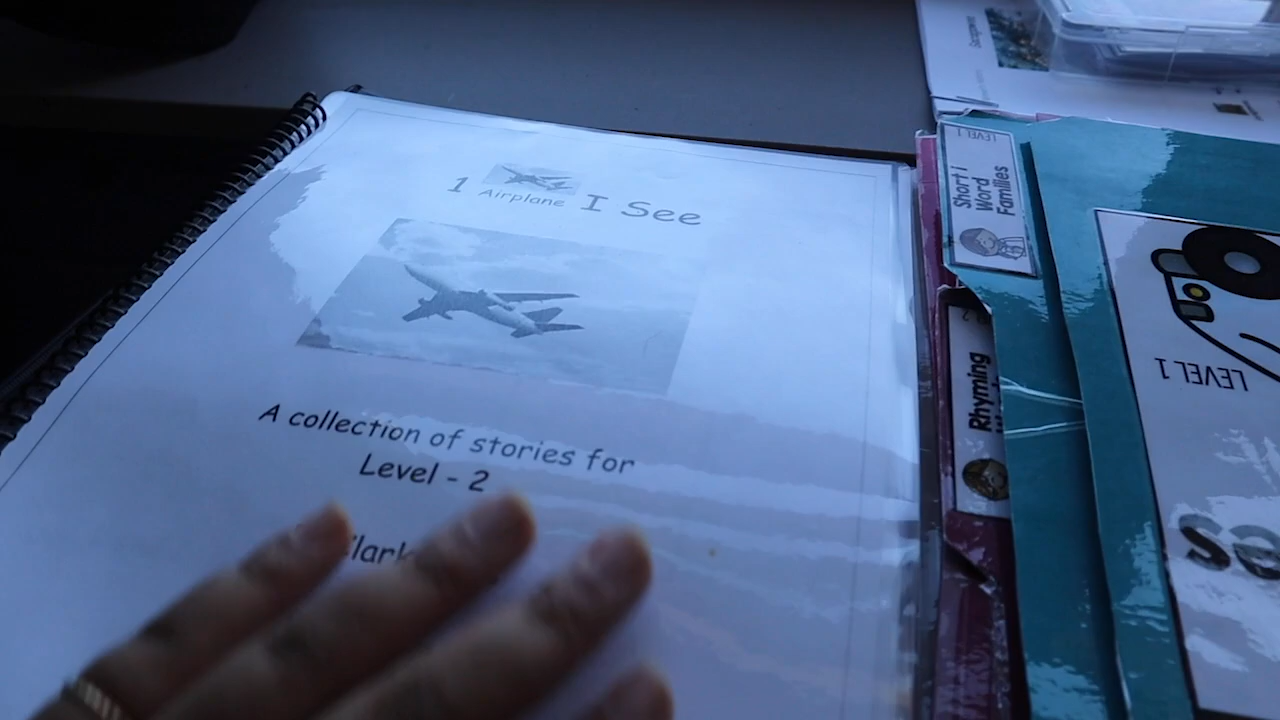 1 Airplane I See
A collection of stories for
Level - 2
LEVEL 1
Short i
Word
Families
Rhyming
LEVEL 1